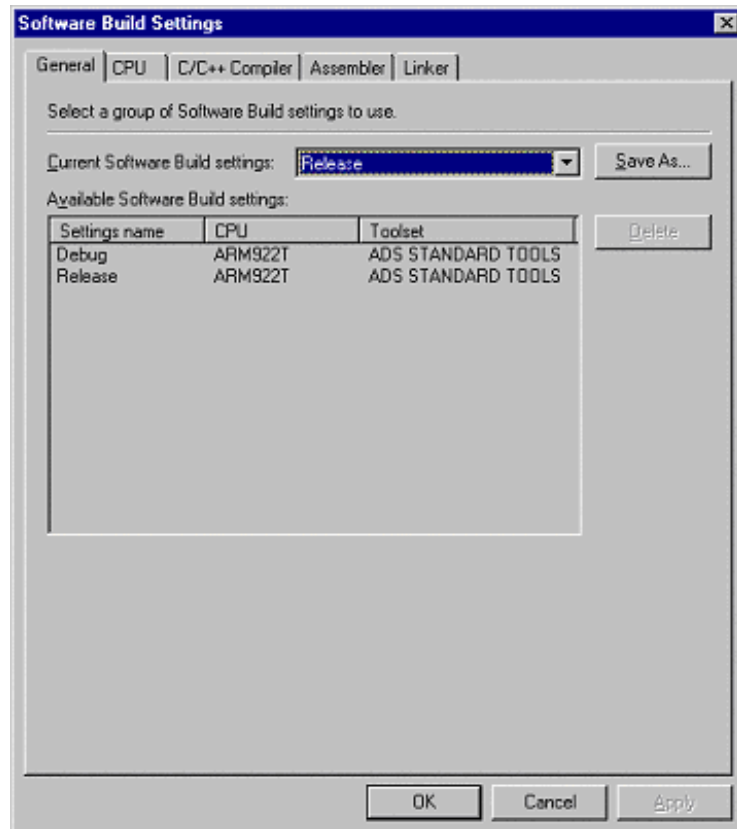 Software Build Settings
General CPU C/C++ Compiler Assembler Linker
Select a group of Software Build settings to use.
Current Software Build settings: Release Save As...
Available Software Build settings:
Settings name CPU Toolset Delete
Debug ARM922T ADS STANDARD TOOLS
Release ARM922T ADS STANDARD TOOLS
OK Cancel Apply